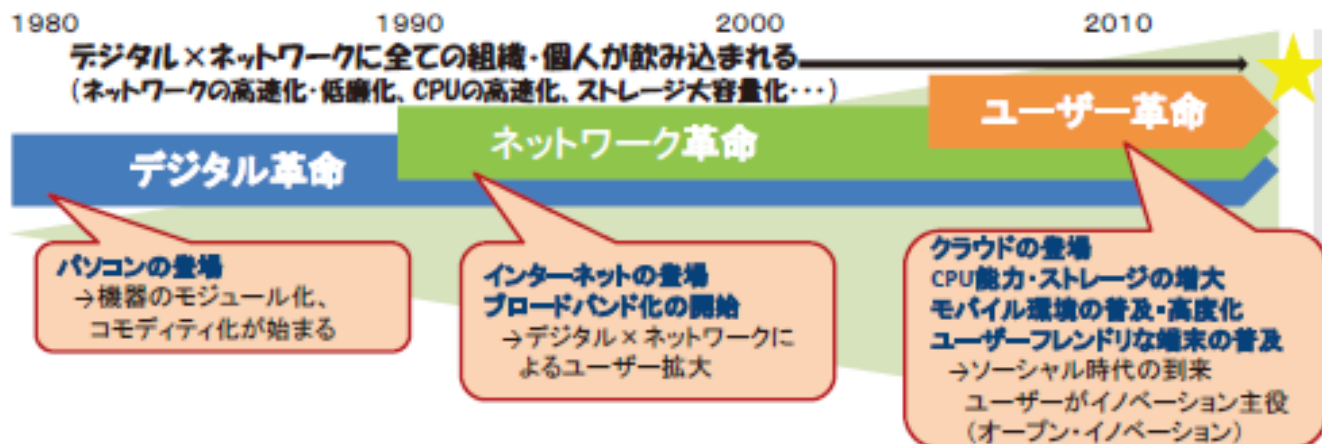 1980 1990 2000 2010
デジタル×ネットワークに全ての組織・個人が飲み込まれる
(ネットワークの高速化・低廉化、CPUの高速化、ストレージ大容量化・・・)
ユーザー革命
ネットワーク革命
デジタル革命
パソコンの登場
→機器のモジュール化、
コモディティ化が始まる
インターネットの登場
ブロードバンド化の開始
→デジタル×ネットワークに
よるユーザー拡大
クラウドの登場
CPU能力・ストレージの増大
モバイル環境の普及・高度化
ユーザーフレンドリな端末の普及
→ソーシャル時代の到来
ユーザーがイノベーション主役
(オープン・イノベーション)